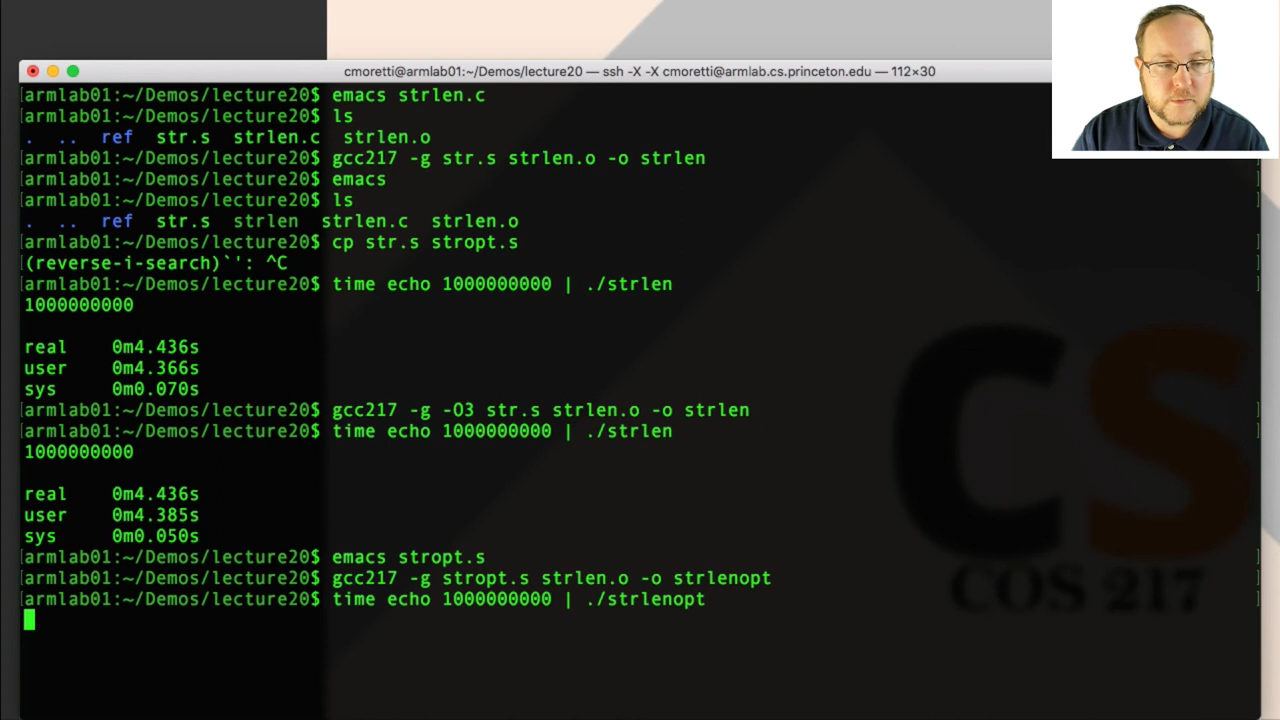 cmoretti@armlab01:~/Demos/lecture20 — ssh -X -X cmoretti@armlab.cs.princeton.edu — 112×30
[armlab01:~/Demos/lecture20$ emacs strlen.c ]
[armlab01:~/Demos/lecture20$ ls ]
. .. ref str.s strlen.c strlen.o
[armlab01:~/Demos/lecture20$ gcc217 -g str.s strlen.o -o strlen ]
[armlab01:~/Demos/lecture20$ emacs ]
[armlab01:~/Demos/lecture20$ ls ]
. .. ref str.s strlen strlen.c strlen.o
[armlab01:~/Demos/lecture20$ cp str.s stropt.s ]
[(reverse-i-search)`': ^C ]
[armlab01:~/Demos/lecture20$ time echo 1000000000 | ./strlen ]
1000000000
real 0m4.436s
user 0m4.366s
sys 0m0.070s
[armlab01:~/Demos/lecture20$ gcc217 -g -O3 str.s strlen.o -o strlen ]
[armlab01:~/Demos/lecture20$ time echo 1000000000 | ./strlen ]
1000000000
real 0m4.436s
user 0m4.385s
sys 0m0.050s
[armlab01:~/Demos/lecture20$ emacs stropt.s ]
[armlab01:~/Demos/lecture20$ gcc217 -g stropt.s strlen.o -o strlenopt ]
[armlab01:~/Demos/lecture20$ time echo 1000000000 | ./strlenopt ]
CS
COS 217